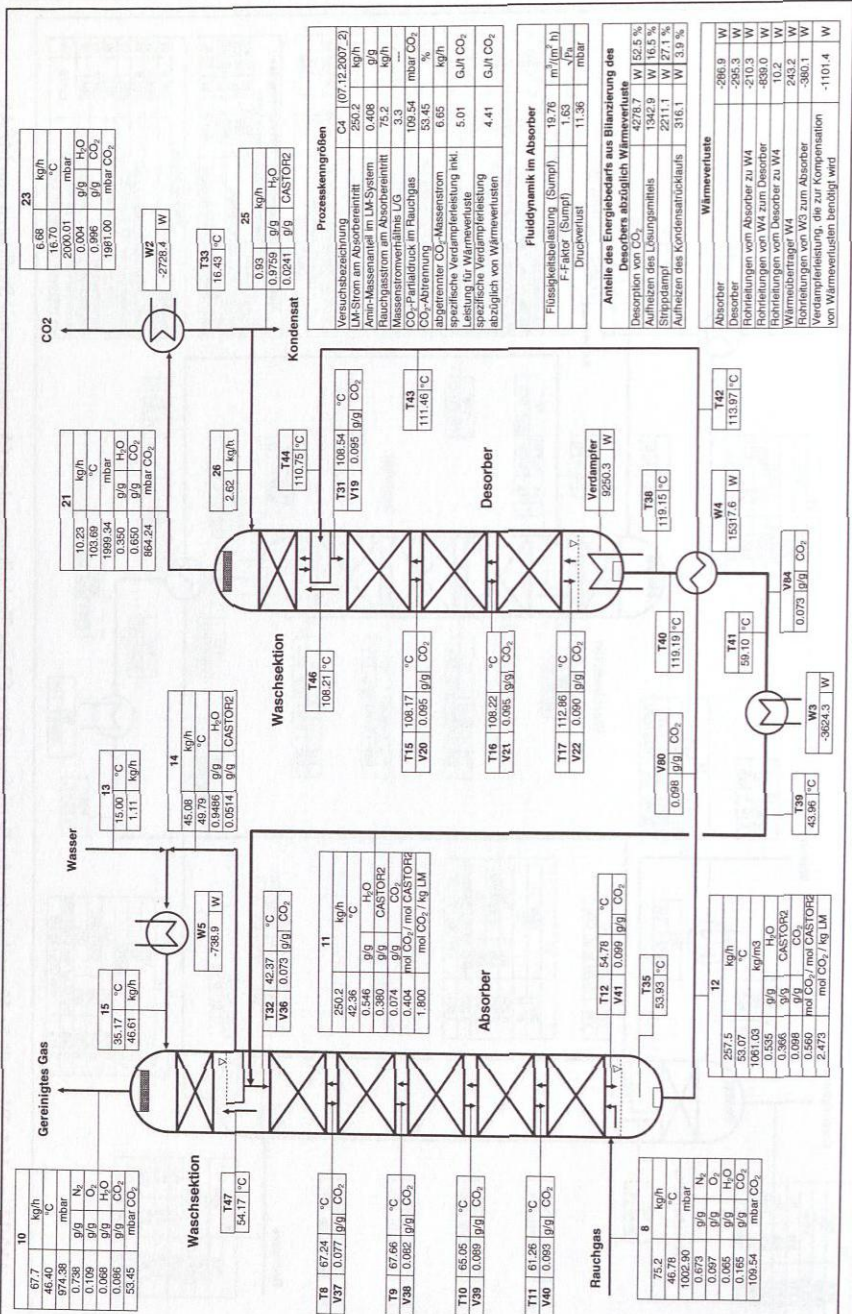 10
67.7 kg/h
46.40 °C
974.38 mbar
0.738 g/g N₂
0.109 g/g O₂
0.068 g/g H₂O
0.086 g/g CO₂
53.45 mbar CO₂
Gereinigtes Gas
15
35.17 °C
46.61 kg/h
W5
-738.9 W
Wasser
13
15.00 °C
1.11 kg/h
14
45.08 kg/h
49.79 °C
0.9486 g/g H₂O
0.0514 g/g CASTOR2
Waschsektion
T47
54.17 °C
T32 42.37 °C
V36 0.073 g/g CO₂
T8 67.24 °C
V37 0.077 g/g CO₂
T9 67.66 °C
V38 0.082 g/g CO₂
T10 65.05 °C
V39 0.089 g/g CO₂
T11 61.26 °C
V40 0.093 g/g CO₂
11
250.2 kg/h
42.36 °C
0.546 g/g H₂O
0.380 g/g CASTOR2
0.074 g/g CO₂
0.404 mol CO₂ / mol CASTOR2
1.800 mol CO₂ / kg LM
Absorber
T12 54.78 °C
V41 0.099 g/g CO₂
T35
53.93 °C
Rauchgas
8
75.2 kg/h
46.78 °C
1002.90 mbar
0.673 g/g N₂
0.097 g/g O₂
0.065 g/g H₂O
0.165 g/g CO₂
109.54 mbar CO₂
12
257.5 kg/h
53.07 °C
1061.03 kg/m3
0.535 g/g H₂O
0.366 g/g CASTOR2
0.098 g/g CO₂
0.560 mol CO₂ / mol CASTOR2
2.473 mol CO₂ / kg LM
21
10.23 kg/h
103.69 °C
1999.34 mbar
0.350 g/g H₂O
0.650 g/g CO₂
864.24 mbar CO₂
CO2
23
6.68 kg/h
16.70 °C
2000.01 mbar
0.004 g/g H₂O
0.996 g/g CO₂
1981.00 mbar CO₂
W2
-2728.4 W
T33
16.43 °C
25
0.93 kg/h
0.9759 g/g H₂O
0.0241 g/g CASTOR2
Kondensat
26
2.62 kg/h
Waschsektion
T46
108.21 °C
T44
110.75 °C
T31 108.54 °C
V19 0.095 g/g CO₂
T43
111.46 °C
T15 108.17 °C
V20 0.095 g/g CO₂
T16 108.22 °C
V21 0.095 g/g CO₂
T17 112.86 °C
V22 0.090 g/g CO₂
Desorber
Verdampfer
9250.3 W
T38
119.15 °C
T40
119.19 °C
W4
15317.6 W
T42
113.97 °C
V80
0.098 g/g CO₂
T41
59.10 °C
V84
0.073 g/g CO₂
W3
-3624.3 W
T39
43.96 °C
Prozesskenngrößen
Versuchsbezeichnung C4 (07.12.2007_2)
LM-Strom am Absorbereintritt 250.2 kg/h
Amin-Massenanteil im LM-System 0.408 g/g
Rauchgasstrom am Absorbereintritt 75.2 kg/h
Massenstromverhältnis L/G 3.3 ---
CO₂-Partialdruck im Rauchgas 109.54 mbar CO₂
CO₂-Abtrennung 53.45 %
abgetrennter CO₂-Massenstrom 6.65 kg/h
spezifische Verdampferleistung inkl.
Leistung für Wärmeverluste 5.01 GJ/t CO₂
spezifische Verdampferleistung
abzüglich von Wärmeverlusten 4.41 GJ/t CO₂
Fluiddynamik im Absorber
Flüssigkeitsbelastung (Sumpf) 19.76 m³/(m² h)
F-Faktor (Sumpf) 1.63 √Pa
Druckverlust 11.36 mbar
Anteile des Energiebedarfs aus Bilanzierung des
Desorbers abzüglich Wärmeverluste
Desorption von CO₂ 4278.7 W 52.5 %
Aufheizen des Lösungsmittels 1342.9 W 16.5 %
Strippdampf 2211.1 W 27.1 %
Aufheizen des Kondensatrücklaufs 316.1 W 3.9 %
Wärmeverluste
Absorber -286.9 W
Desorber -295.3 W
Rohrleitungen vom Absorber zu W4 -210.3 W
Rohrleitungen von W4 zum Desorber -839.0 W
Rohrleitungen vom Desorber zu W4 10.2 W
Wärmeübertrager W4 243.2 W
Rohrleitungen von W3 zum Absorber -380.1 W
Verdampferleistung, die zur Kompensation
von Wärmeverlusten benötigt wird -1101.4 W